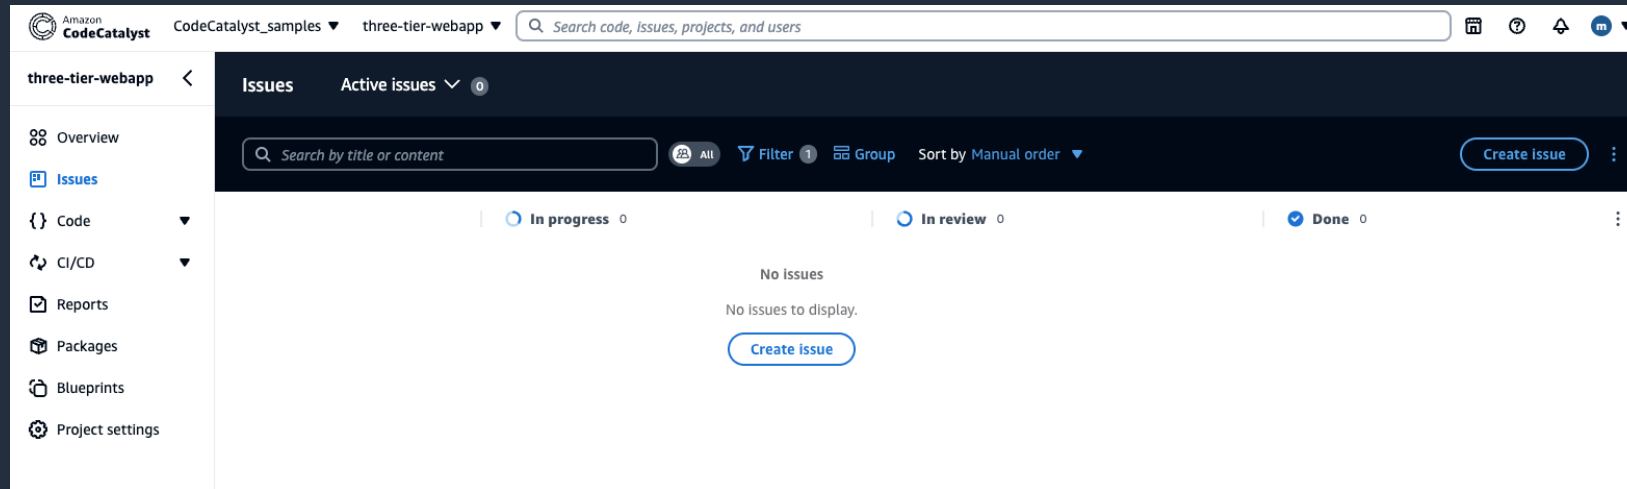 Amazon
CodeCatalyst
CodeCatalyst_samples
three-tier-webapp
Search code, issues, projects, and users
m
three-tier-webapp
Issues
Active issues
0
Overview
Issues
Code
CI/CD
Reports
Packages
Blueprints
Project settings
Search by title or content
All
Filter 1
Group
Sort by Manual order
Create issue
In progress 0
In review 0
Done 0
No issues
No issues to display.
Create issue